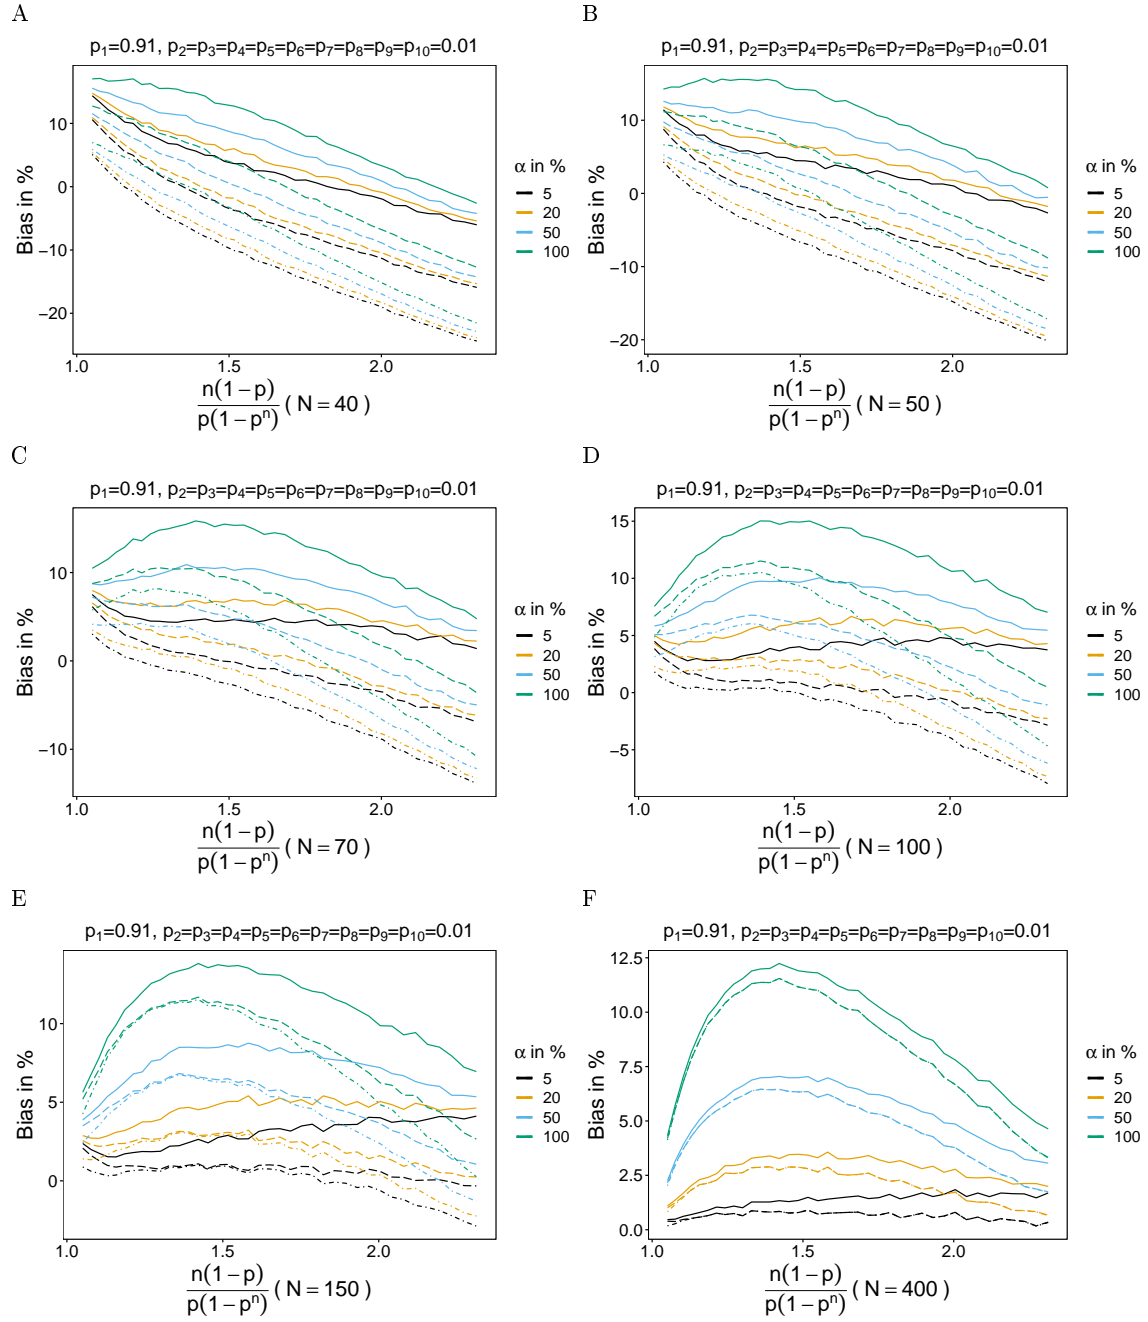 A
p1=0.91, p2=p3=p4=p5=p6=p7=p8=p9=p10=0.01
Bias in %
10
0
−10
−20
1.0 1.5 2.0
n(1−p)
p(1−pⁿ) ( N = 40 )
α in %
5
20
50
100
B
p1=0.91, p2=p3=p4=p5=p6=p7=p8=p9=p10=0.01
Bias in %
10
0
−10
−20
1.0 1.5 2.0
n(1−p)
p(1−pⁿ) ( N = 50 )
α in %
5
20
50
100
C
p1=0.91, p2=p3=p4=p5=p6=p7=p8=p9=p10=0.01
Bias in %
10
0
−10
1.0 1.5 2.0
n(1−p)
p(1−pⁿ) ( N = 70 )
α in %
5
20
50
100
D
p1=0.91, p2=p3=p4=p5=p6=p7=p8=p9=p10=0.01
Bias in %
15
10
5
0
−5
1.0 1.5 2.0
n(1−p)
p(1−pⁿ) ( N = 100 )
α in %
5
20
50
100
E
p1=0.91, p2=p3=p4=p5=p6=p7=p8=p9=p10=0.01
Bias in %
10
5
0
1.0 1.5 2.0
n(1−p)
p(1−pⁿ) ( N = 150 )
α in %
5
20
50
100
F
p1=0.91, p2=p3=p4=p5=p6=p7=p8=p9=p10=0.01
Bias in %
12.5
10.0
7.5
5.0
2.5
0.0
1.0 1.5 2.0
n(1−p)
p(1−pⁿ) ( N = 400 )
α in %
5
20
50
100